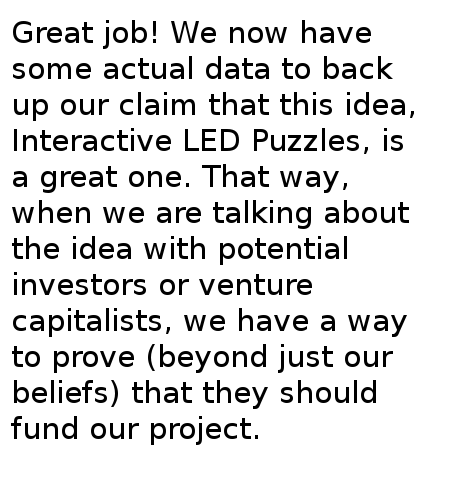 Great job! We now have
some actual data to back
up our claim that this idea,
Interactive LED Puzzles, is
a great one. That way,
when we are talking about
the idea with potential
investors or venture
capitalists, we have a way
to prove (beyond just our
beliefs) that they should
fund our project.